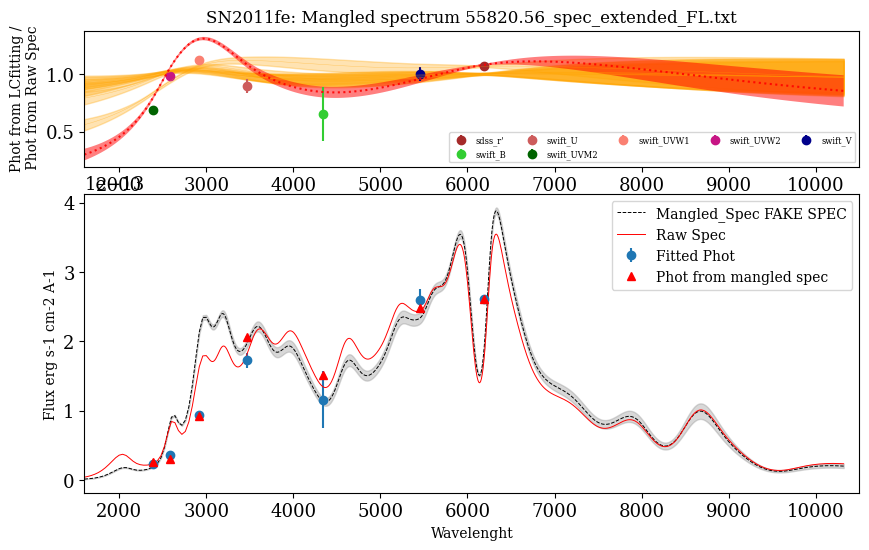 SN2011fe: Mangled spectrum 55820.56_spec_extended_FL.txt
Phot from LCfitting /
Phot from Raw Spec
1.0
0.5
sdss_r'
swift_U
swift_UVW1
swift_UVW2
swift_V
swift_B
swift_UVM2
2000 3000 4000 5000 6000 7000 8000 9000 10000
1e−13
Flux erg s-1 cm-2 A-1
4
3
2
1
0
Mangled_Spec FAKE SPEC
Raw Spec
Fitted Phot
Phot from mangled spec
2000 3000 4000 5000 6000 7000 8000 9000 10000
Wavelenght